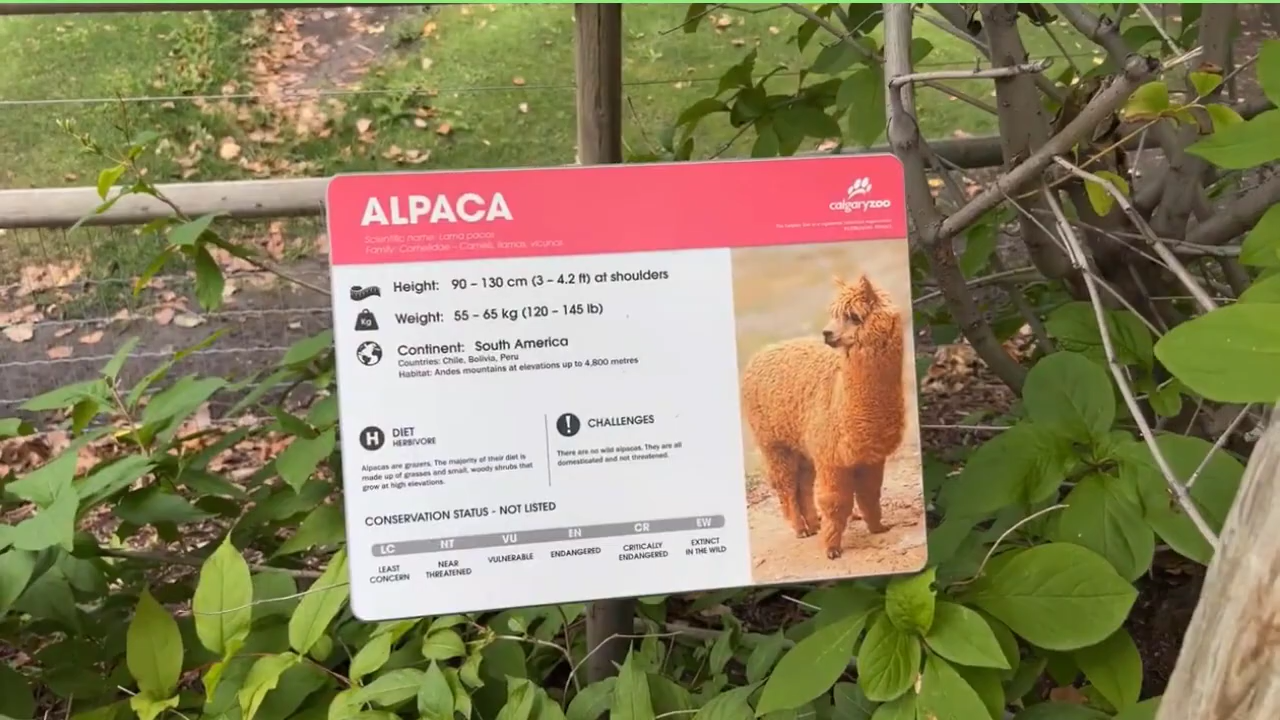 ALPACA
Scientific name: Lama pacos
Family: Camelidae – Camels, llamas, vicunas
calgaryzoo
Height: 90 – 130 cm (3 – 4.2 ft) at shoulders
Kg
Weight: 55 – 65 kg (120 – 145 lb)
Continent: South America
Countries: Chile, Bolivia, Peru
Habitat: Andes mountains at elevations up to 4,800 metres
H
DIET
HERBIVORE
Alpacas are grazers. The majority of their diet is
made up of grasses and small, woody shrubs that
grow at high elevations.
!
CHALLENGES
There are no wild alpacas. They are all
domesticated and not threatened.
CONSERVATION STATUS - NOT LISTED
LC NT VU EN CR EW
LEAST
CONCERN
NEAR
THREATENED
VULNERABLE
ENDANGERED
CRITICALLY
ENDANGERED
EXTINCT
IN THE WILD